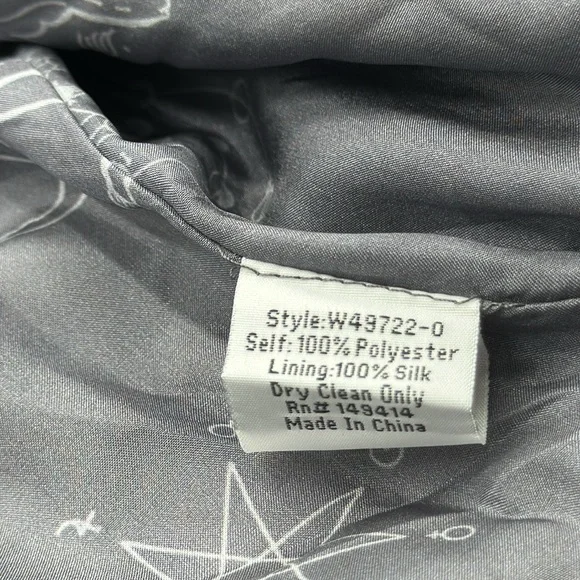 Style:W49722-0
Self: 100% Polyester
Lining:100% Silk
Dry Clean Only
Rn# 149414
Made In China